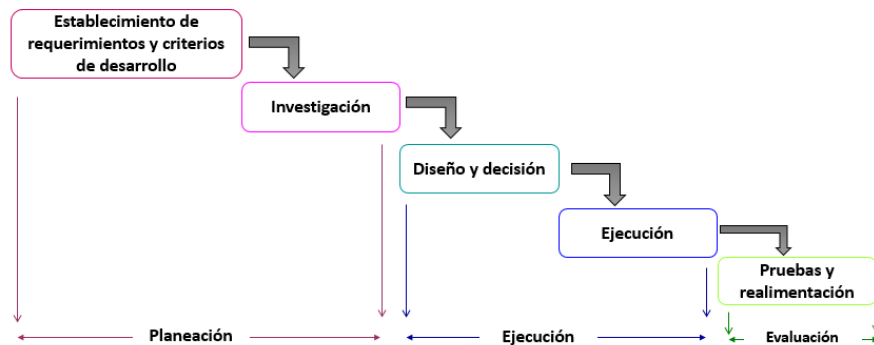 Establecimiento de
requerimientos y criterios
de desarrollo
Investigación
Diseño y decisión
Ejecución
Pruebas y
realimentación
Planeación
Ejecución
Evaluación